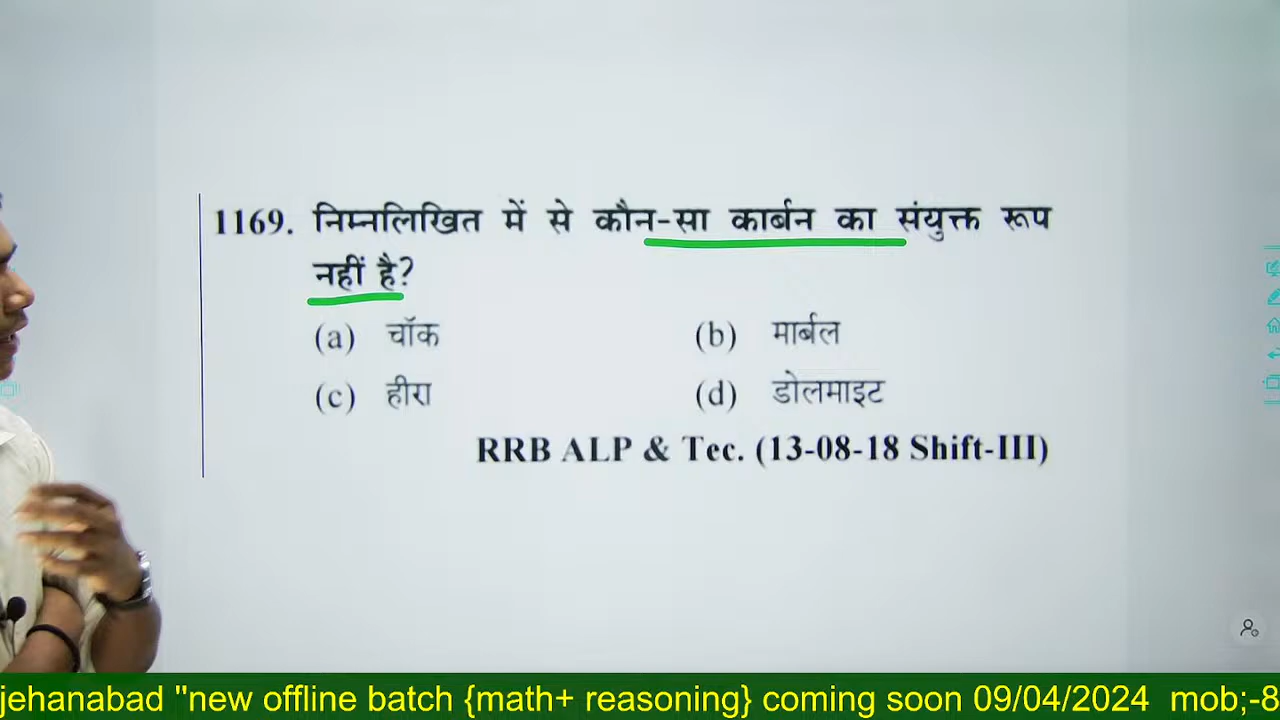 1169. निम्नलिखित में से कौन-सा कार्बन का संयुक्त रूप
नहीं है?
(a) चॉक (b) मार्बल
(c) हीरा (d) डोलमाइट
RRB ALP & Tec. (13-08-18 Shift-III)
jehanabad "new offline batch {math+ reasoning} coming soon 09/04/2024 mob;-8